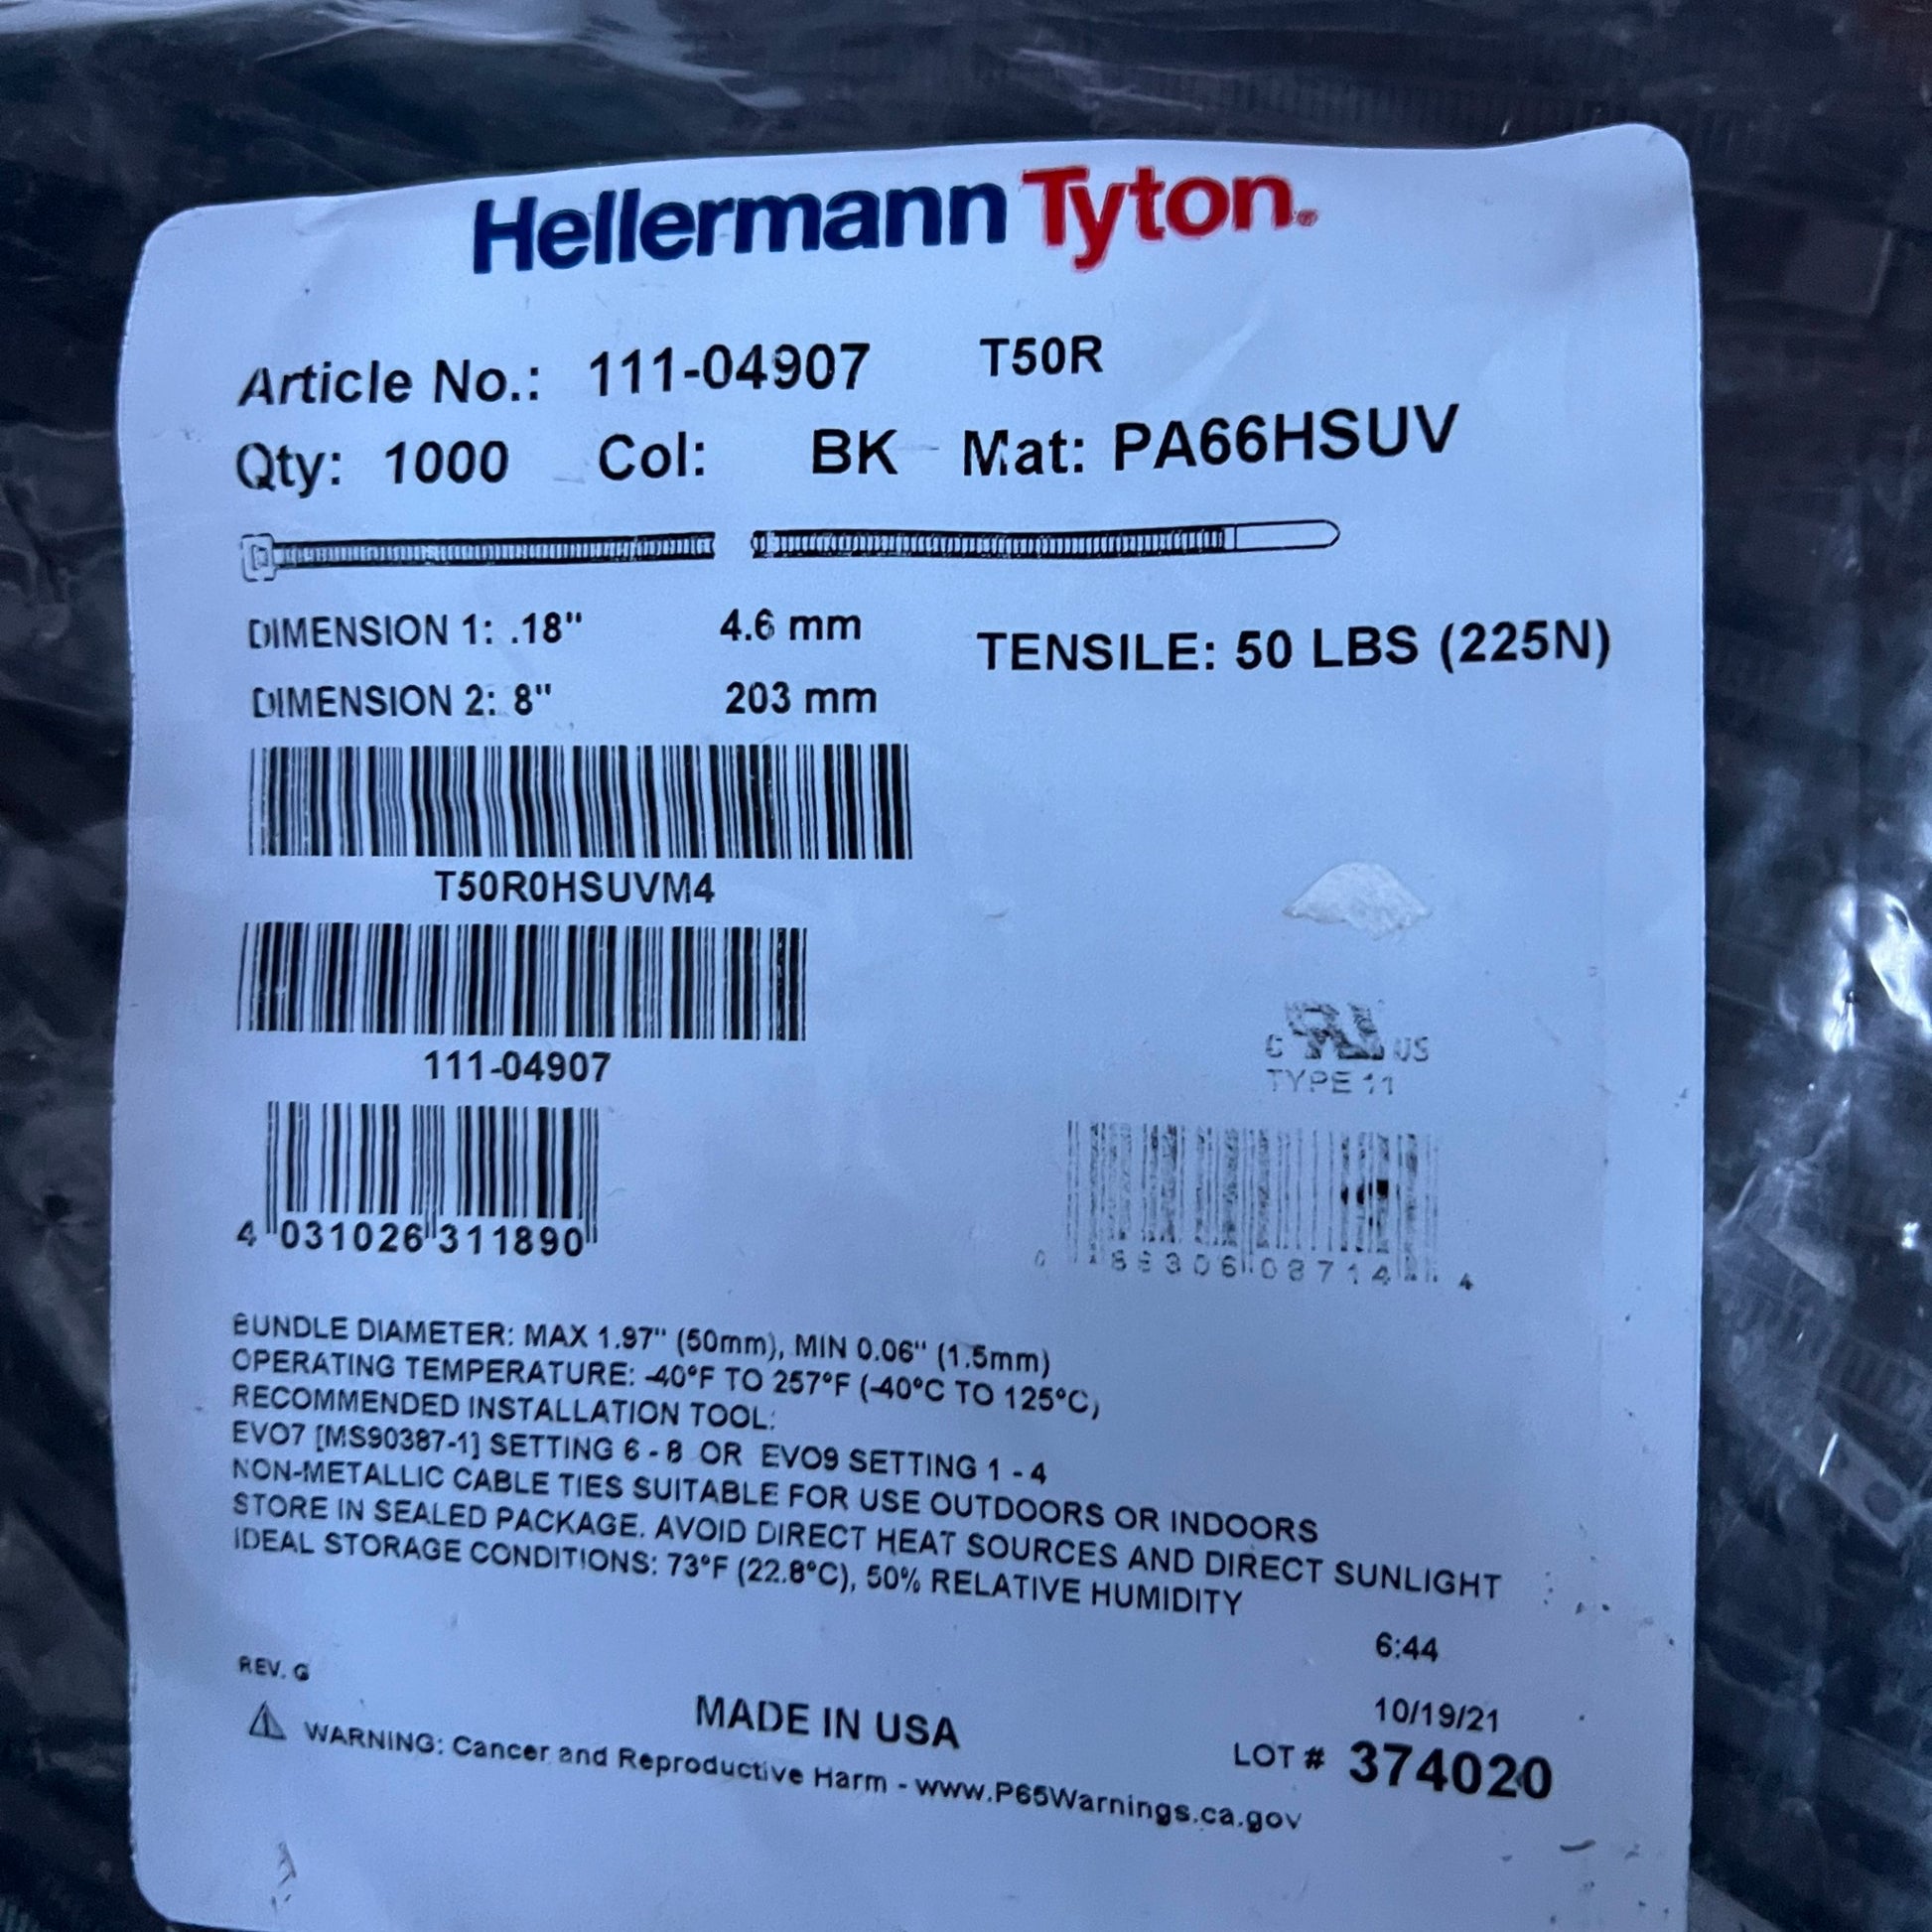 HellermannTyton.
Article No.: 111-04907 T50R
Qty: 1000 Col: BK Mat: PA66HSUV
DIMENSION 1: .18" 4.6 mm
TENSILE: 50 LBS (225N)
DIMENSION 2: 8" 203 mm
T50R0HSUVM4
111-04907
C US
TYPE 11
4 031026 311890
BUNDLE DIAMETER: MAX 1.97" (50mm), MIN 0.06" (1.5mm)
OPERATING TEMPERATURE: -40°F TO 257°F (-40°C TO 125°C)
RECOMMENDED INSTALLATION TOOL:
EVO7 [MS90387-1] SETTING 6 - 8 OR EVO9 SETTING 1 - 4
NON-METALLIC CABLE TIES SUITABLE FOR USE OUTDOORS OR INDOORS
STORE IN SEALED PACKAGE. AVOID DIRECT HEAT SOURCES AND DIRECT SUNLIGHT
IDEAL STORAGE CONDITIONS: 73°F (22.8°C), 50% RELATIVE HUMIDITY
6:44
REV. G
10/19/21
MADE IN USA
LOT # 374020
WARNING: Cancer and Reproductive Harm - www.P65Warnings.ca.gov